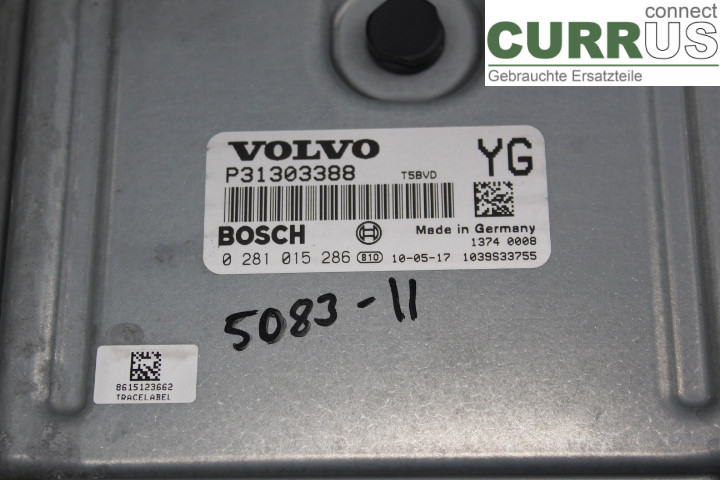 connect
CURRUS
Gebrauchte Ersatzteile
VOLVO YG
P31303388 T5BVD
BOSCH Made in Germany
1374 0008
0 281 015 286 B10 10-05-17 1039S33755
5083-11
8615123662
TRACELABEL